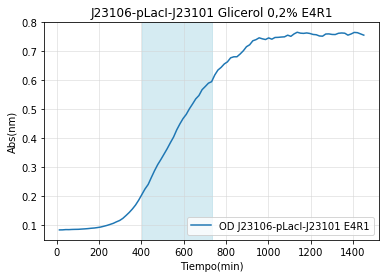 J23106-pLacI-J23101 Glicerol 0,2% E4R1
Abs(nm)
0.8
0.7
0.6
0.5
0.4
0.3
0.2
0.1
OD J23106-pLacI-J23101 E4R1
0 200 400 600 800 1000 1200 1400
Tiempo(min)